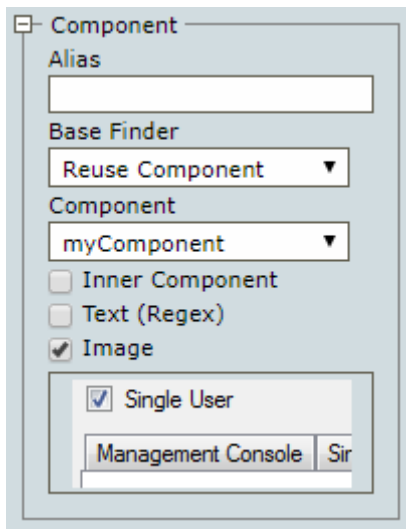 Component
Alias
Base Finder
Reuse Component
Component
myComponent
Inner Component
Text (Regex)
Image
Single User
Management Console